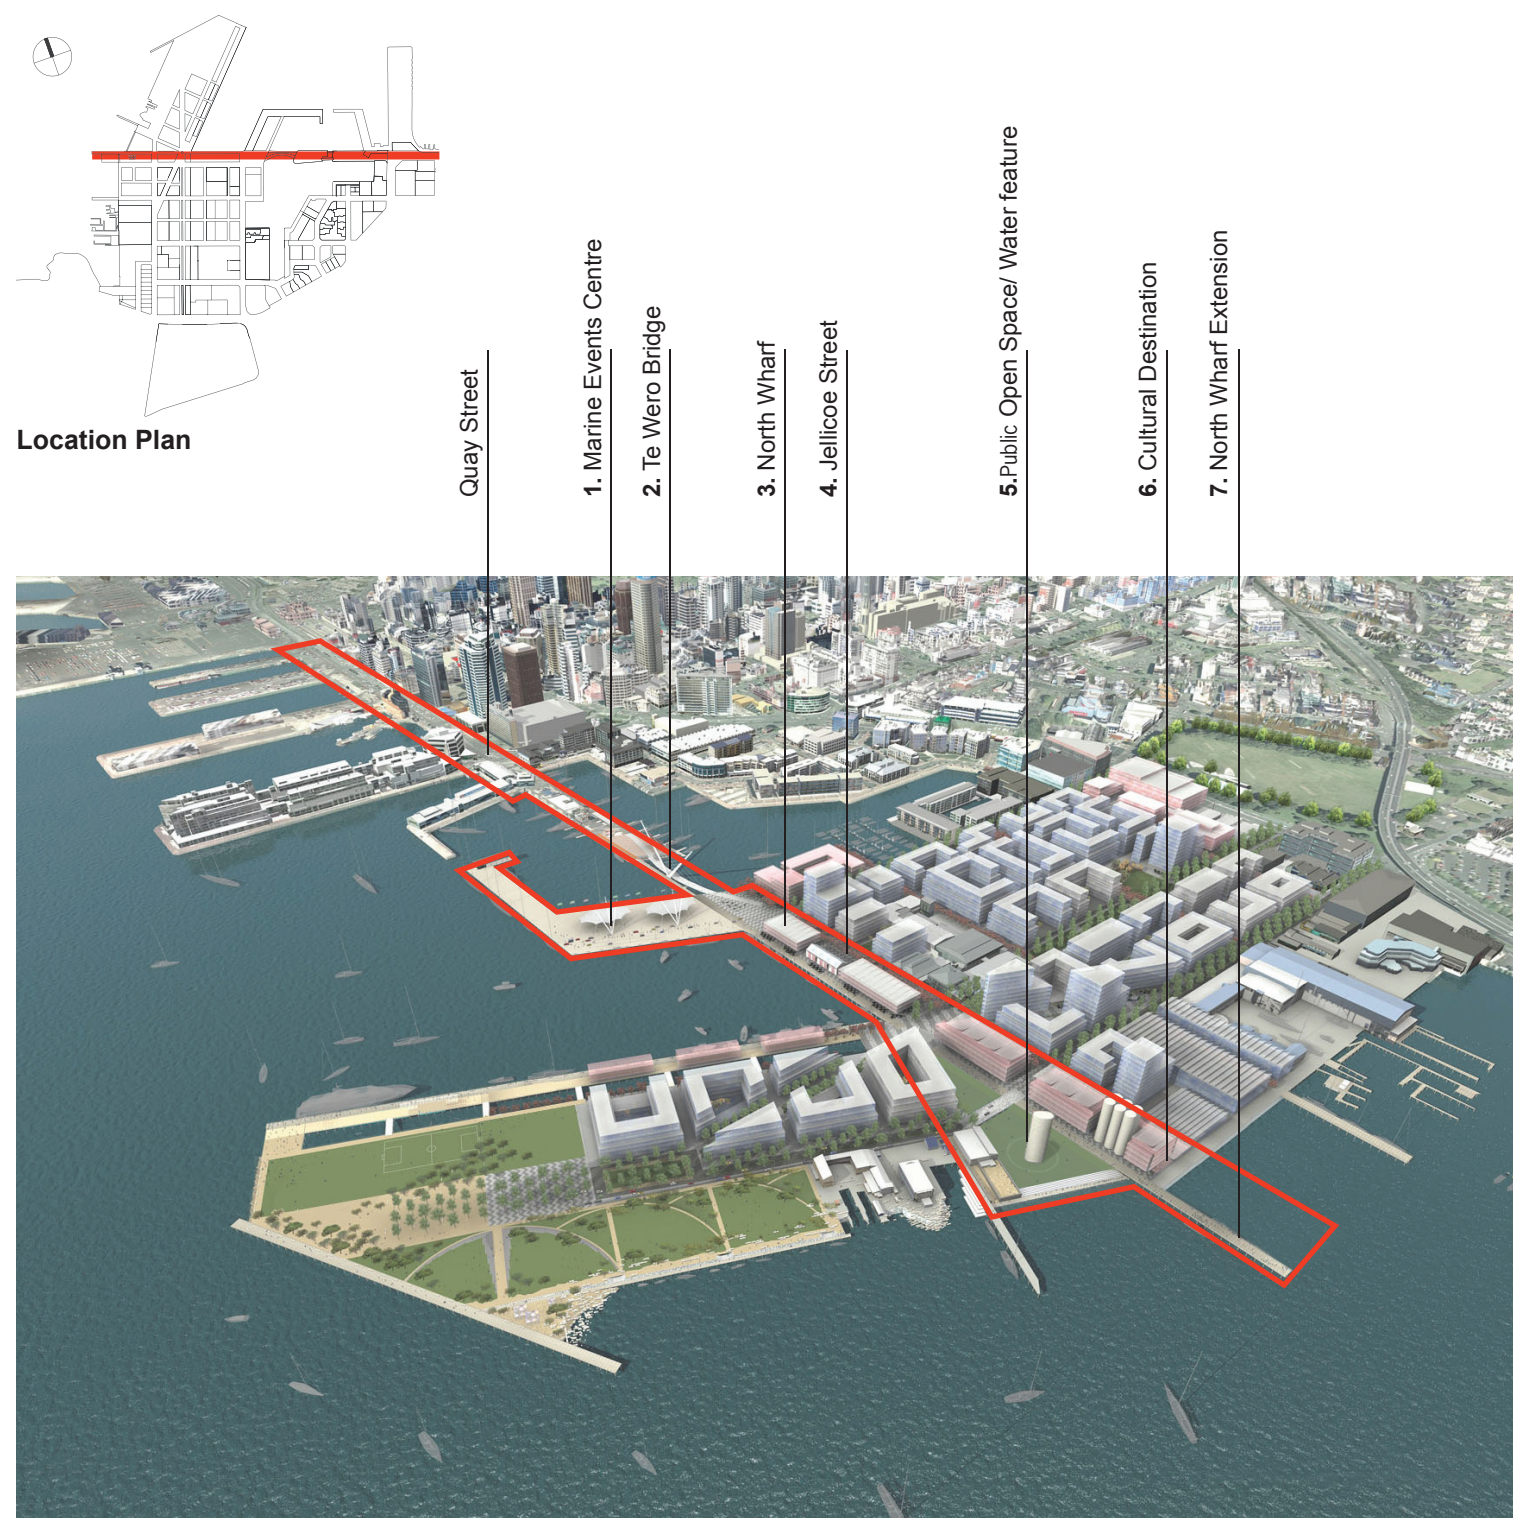 Location Plan
Quay Street
1. Marine Events Centre
2. Te Wero Bridge
3. North Wharf
4. Jellicoe Street
5.Public Open Space/ Water feature
6. Cultural Destination
7. North Wharf Extension